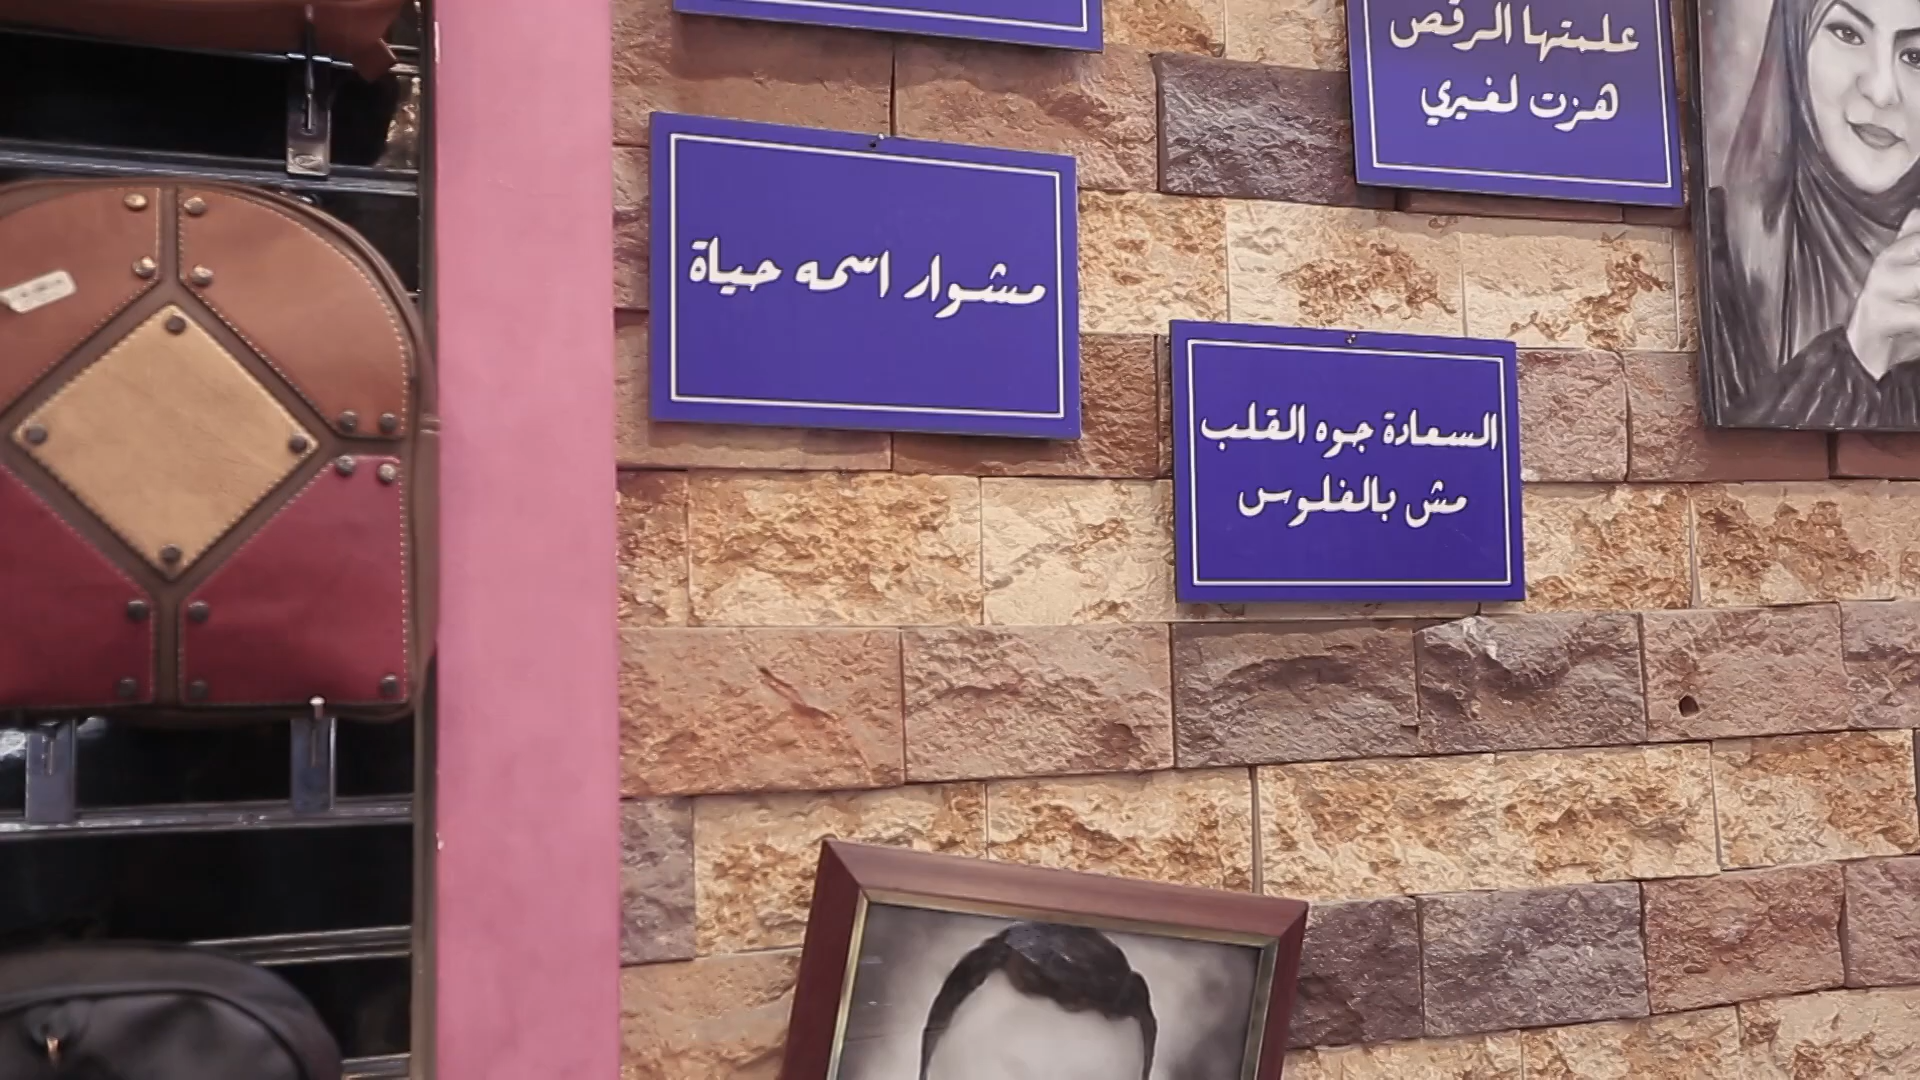 علمتها الرقص
هزت لغيري
مشوار اسمه حياة
السعادة جوه القلب
مش بالفلوس